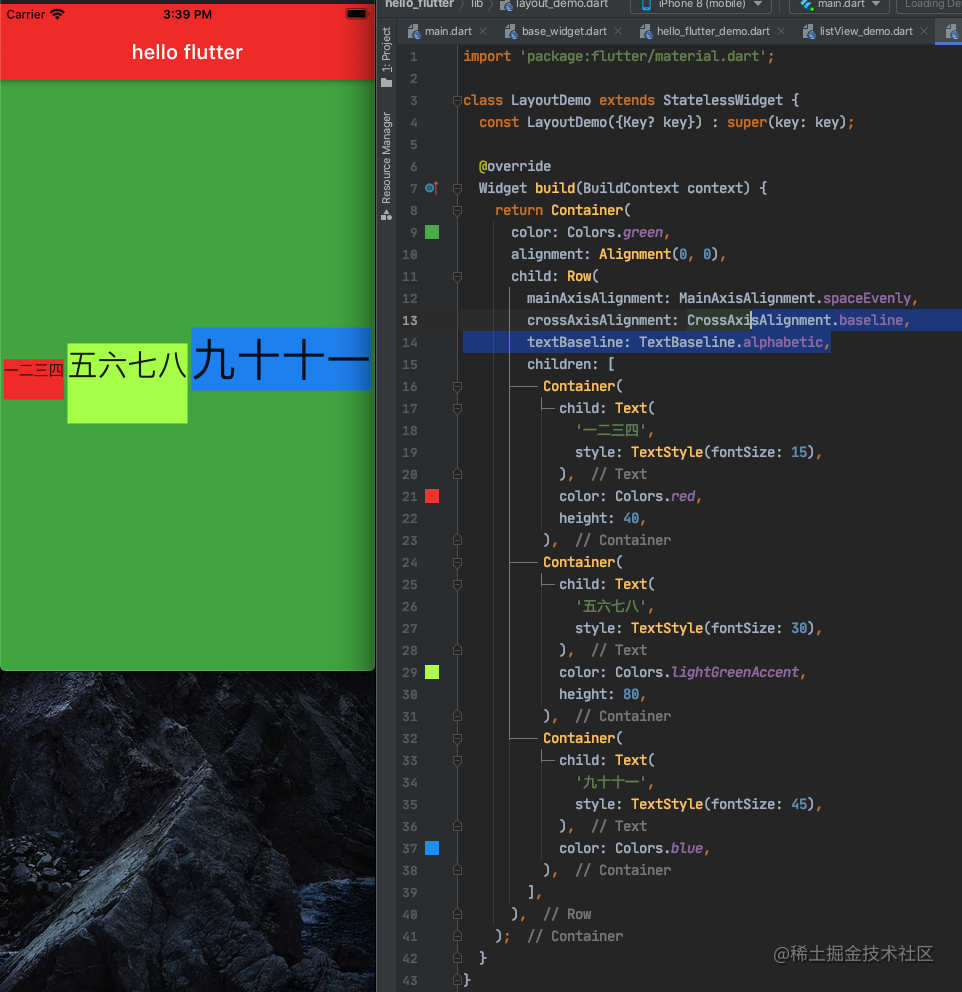 Carrier
3:39 PM
hello flutter
一二三四
五六七八
九十十一
hello_flutter
lib
layout_demo.dart
iPhone 8 (mobile)
main.dart
main.dart
base_widget.dart
hello_flutter_demo.dart
listView_demo.dart
1: Project
Resource Manager
1 import 'package:flutter/material.dart';
2
3 class LayoutDemo extends StatelessWidget {
4 const LayoutDemo({Key? key}) : super(key: key);
5
6 @override
7 Widget build(BuildContext context) {
8 return Container(
9 color: Colors.green,
10 alignment: Alignment(0, 0),
11 child: Row(
12 mainAxisAlignment: MainAxisAlignment.spaceEvenly,
13 crossAxisAlignment: CrossAxisAlignment.baseline,
14 textBaseline: TextBaseline.alphabetic,
15 children: [
16 Container(
17 child: Text(
18 '一二三四',
19 style: TextStyle(fontSize: 15),
20 ), // Text
21 color: Colors.red,
22 height: 40,
23 ), // Container
24 Container(
25 child: Text(
26 '五六七八',
27 style: TextStyle(fontSize: 30),
28 ), // Text
29 color: Colors.lightGreenAccent,
30 height: 80,
31 ), // Container
32 Container(
33 child: Text(
34 '九十十一',
35 style: TextStyle(fontSize: 45),
36 ), // Text
37 color: Colors.blue,
38 ), // Container
39 ],
40 ), // Row
41 ); // Container
42 }
43 }
@稀土掘金技术社区